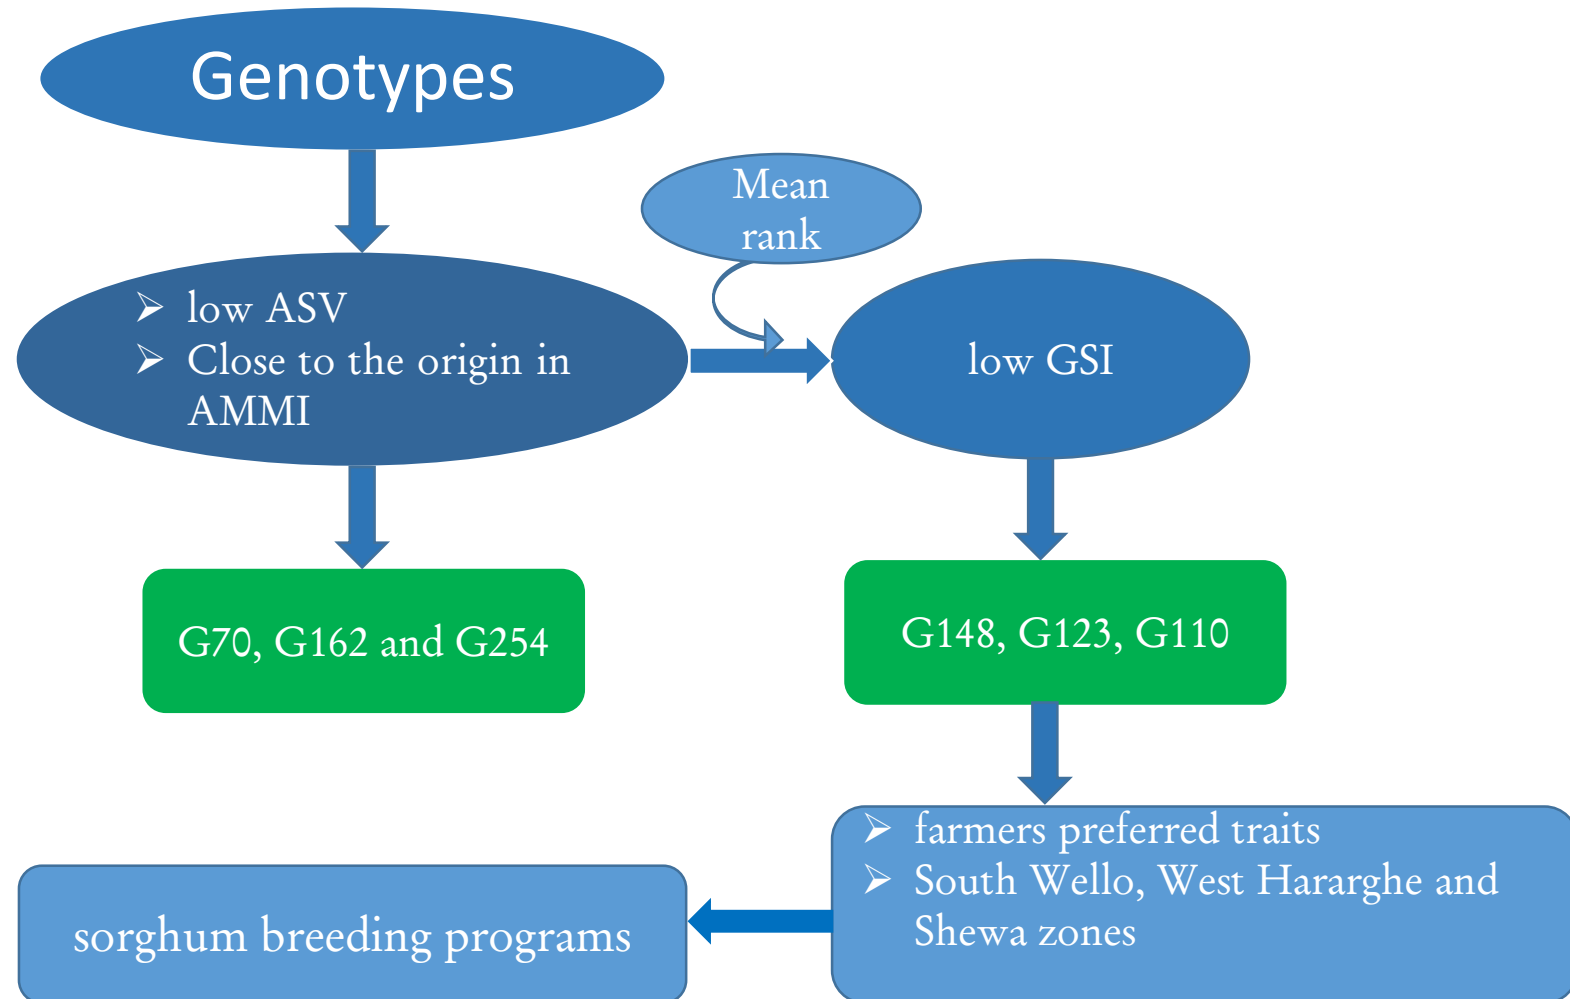 Genotypes
Mean
rank
➢ low ASV
➢ Close to the origin in
AMMI
low GSI
G70, G162 and G254
G148, G123, G110
➢ farmers preferred traits
➢ South Wello, West Hararghe and
Shewa zones
sorghum breeding programs